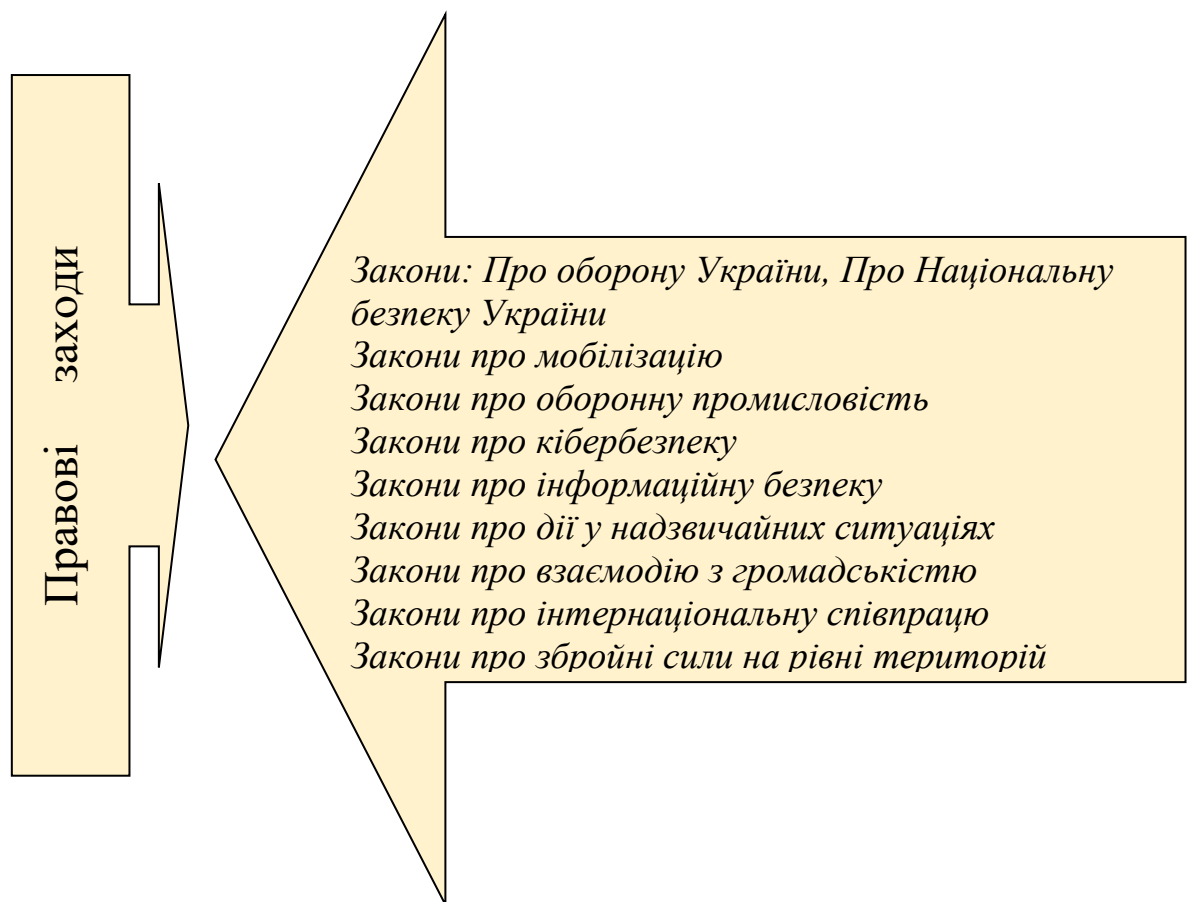 Правові заходи
Закони: Про оборону України, Про Національну
безпеку України
Закони про мобілізацію
Закони про оборонну промисловість
Закони про кібербезпеку
Закони про інформаційну безпеку
Закони про дії у надзвичайних ситуаціях
Закони про взаємодію з громадськістю
Закони про інтернаціональну співпрацю
Закони про збройні сили на рівні територій